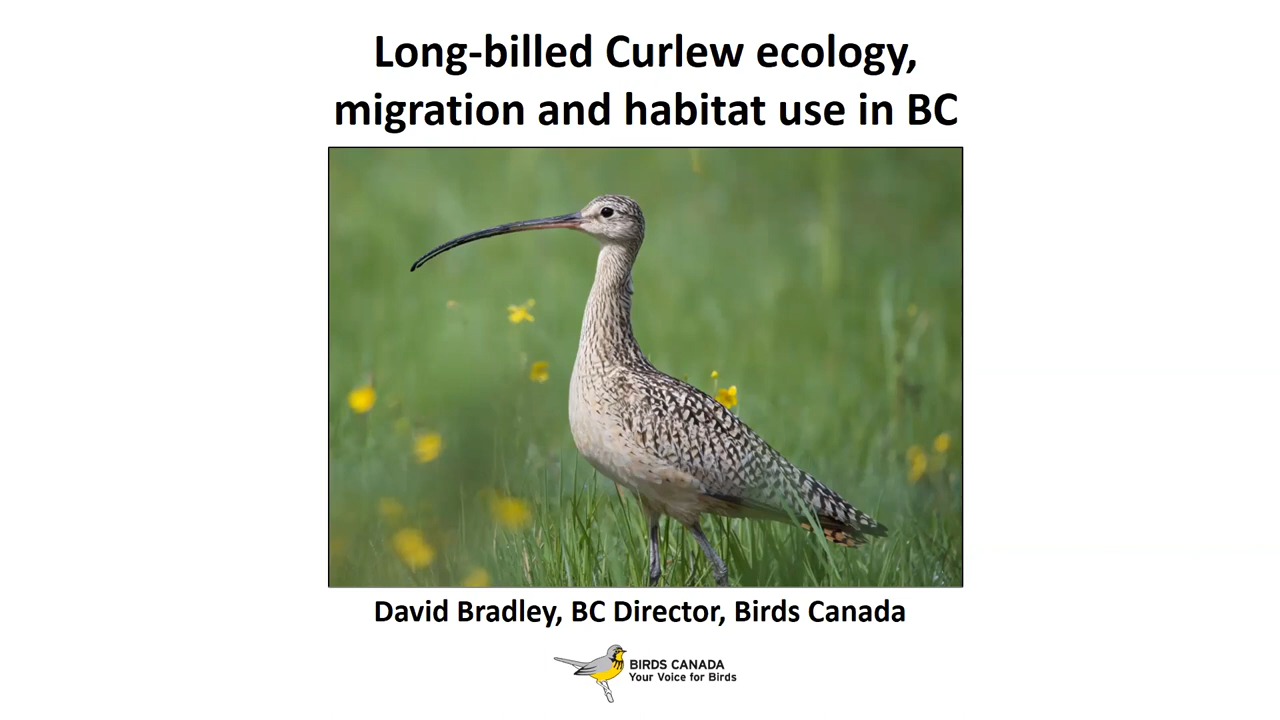 Long-billed Curlew ecology,
migration and habitat use in BC
David Bradley, BC Director, Birds Canada
BIRDS CANADA
Your Voice for Birds